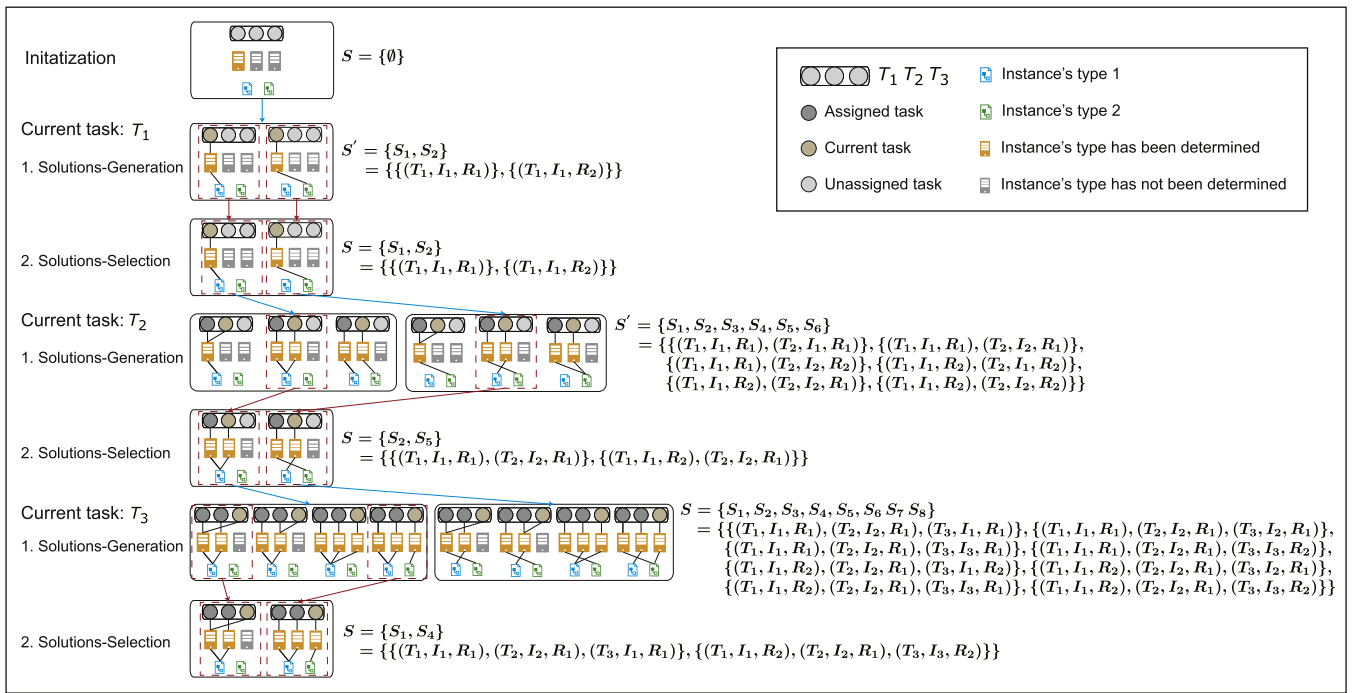 Initatization
S = {∅}
T₁ T₂ T₃
Assigned task
Current task
Unassigned task
Instance's type 1
Instance's type 2
Instance's type has been determined
Instance's type has not been determined
Current task: T₁
1. Solutions-Generation
S′ = {S₁, S₂}
= {{(T₁, I₁, R₁)}, {(T₁, I₁, R₂)}}
2. Solutions-Selection
S = {S₁, S₂}
= {{(T₁, I₁, R₁)}, {(T₁, I₁, R₂)}}
Current task: T₂
1. Solutions-Generation
S′ = {S₁, S₂, S₃, S₄, S₅, S₆}
= {{(T₁, I₁, R₁), (T₂, I₁, R₁)}, {(T₁, I₁, R₁), (T₂, I₂, R₁)},
{(T₁, I₁, R₁), (T₂, I₂, R₂)}, {(T₁, I₁, R₂), (T₂, I₁, R₂)},
{(T₁, I₁, R₂), (T₂, I₂, R₁)}, {(T₁, I₁, R₂), (T₂, I₂, R₂)}}
2. Solutions-Selection
S = {S₂, S₅}
= {{(T₁, I₁, R₁), (T₂, I₂, R₁)}, {(T₁, I₁, R₂), (T₂, I₂, R₁)}}
Current task: T₃
1. Solutions-Generation
S = {S₁, S₂, S₃, S₄, S₅, S₆ S₇ S₈}
= {{(T₁, I₁, R₁), (T₂, I₂, R₁), (T₃, I₁, R₁)}, {(T₁, I₁, R₁), (T₂, I₂, R₁), (T₃, I₂, R₁)},
{(T₁, I₁, R₁), (T₂, I₂, R₁), (T₃, I₃, R₁)}, {(T₁, I₁, R₁), (T₂, I₂, R₁), (T₃, I₃, R₂)},
{(T₁, I₁, R₂), (T₂, I₂, R₁), (T₃, I₁, R₂)}, {(T₁, I₁, R₂), (T₂, I₂, R₁), (T₃, I₂, R₁)},
{(T₁, I₁, R₂), (T₂, I₂, R₁), (T₃, I₃, R₁)}, {(T₁, I₁, R₂), (T₂, I₂, R₁), (T₃, I₃, R₂)}}
2. Solutions-Selection
S = {S₁, S₄}
= {{(T₁, I₁, R₁), (T₂, I₂, R₁), (T₃, I₁, R₁)}, {(T₁, I₁, R₂), (T₂, I₂, R₁), (T₃, I₃, R₂)}}